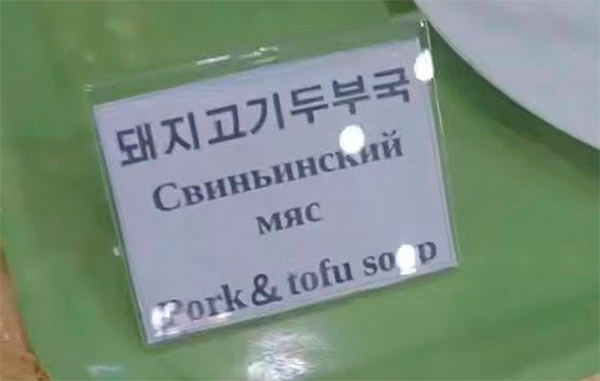 돼지고기두부국
Свиньинский
мяс
Pork & tofu soup